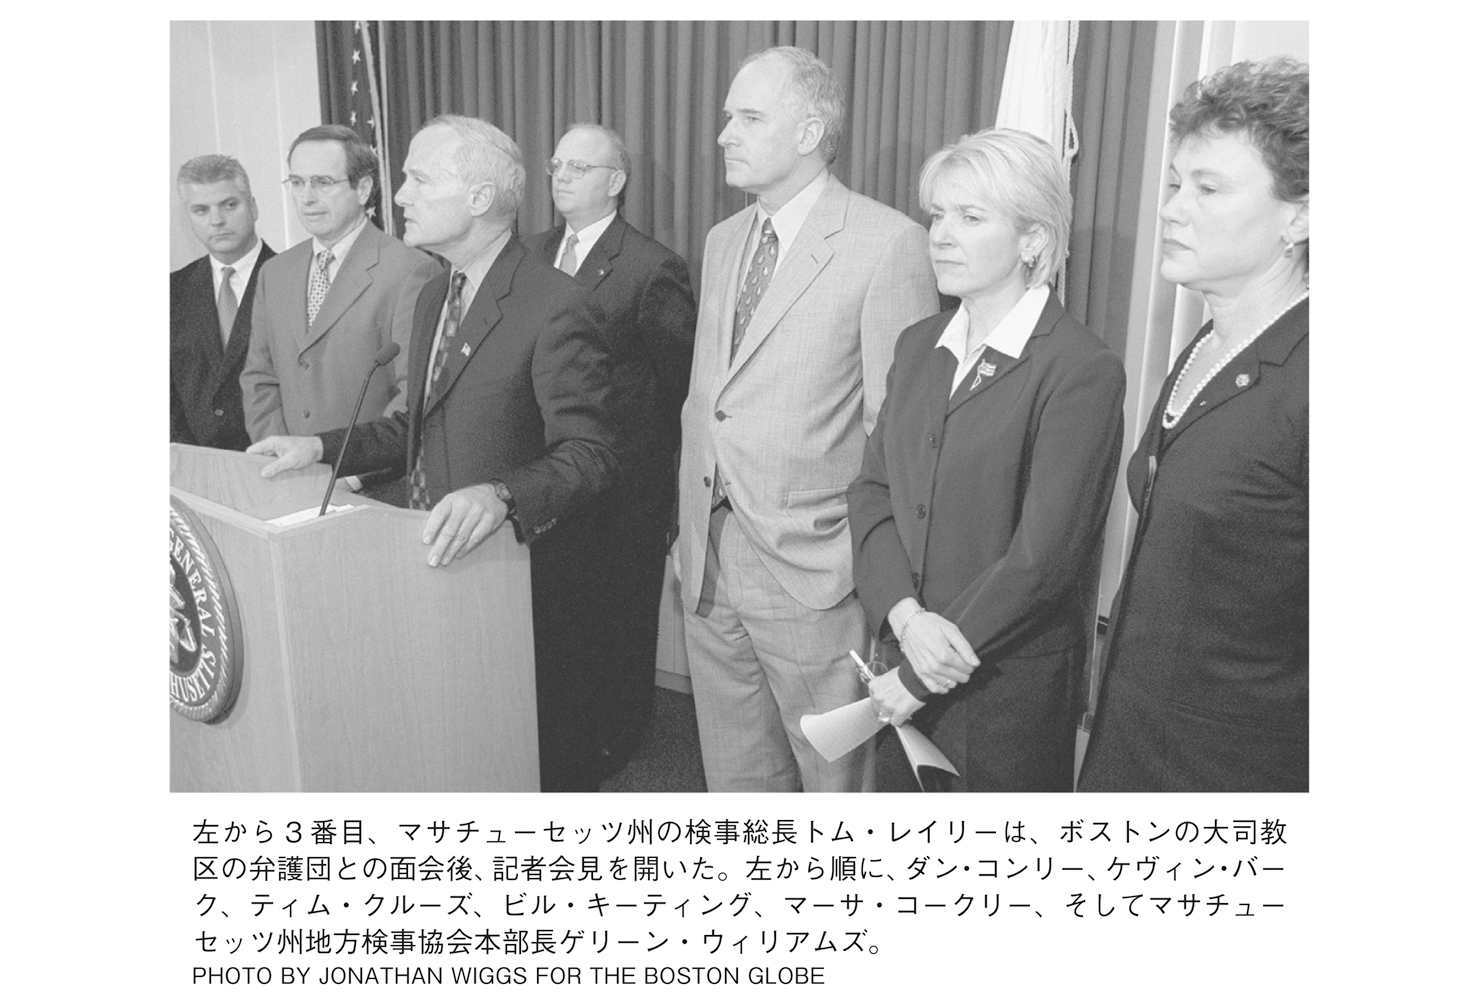 GENERAL
左から３番目、マサチューセッツ州の検事総長トム・レイリーは、ボストンの大司教
区の弁護団との面会後、記者会見を開いた。左から順に、ダン・コンリー、ケヴィン・バー
ク、ティム・クルーズ、ビル・キーティング、マーサ・コークリー、そしてマサチュー
セッツ州地方検事協会本部長ゲリーン・ウィリアムズ。
PHOTO BY JONATHAN WIGGS FOR THE BOSTON GLOBE